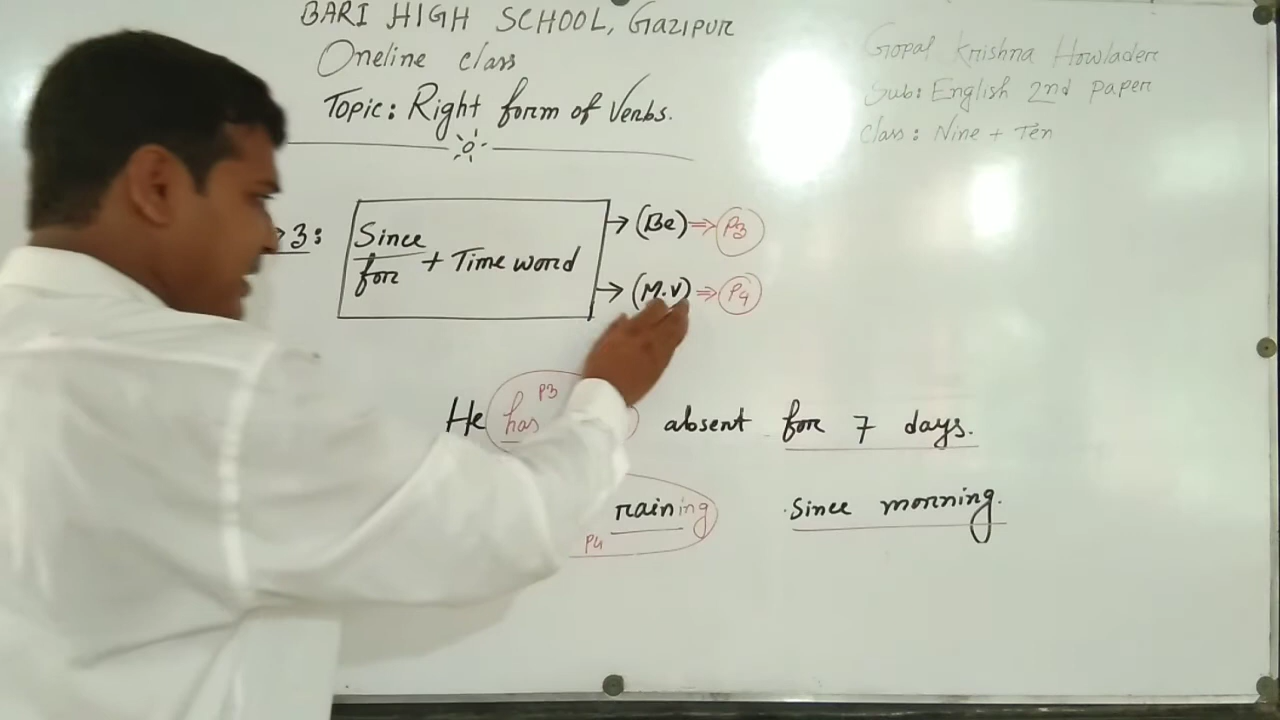 BARI HIGH SCHOOL, Gazipur
Oneline class
Topic: Right form of Verbs.
Gopal Krishna Howlader
Sub: English 2nd paper
Class: Nine + Ten
3:
Since
for
+ Time word
→ (Be) ⇒ P3
→ (M.V) ⇒ P4
P3
He has absent for 7 days.
raining Since morning.
P4